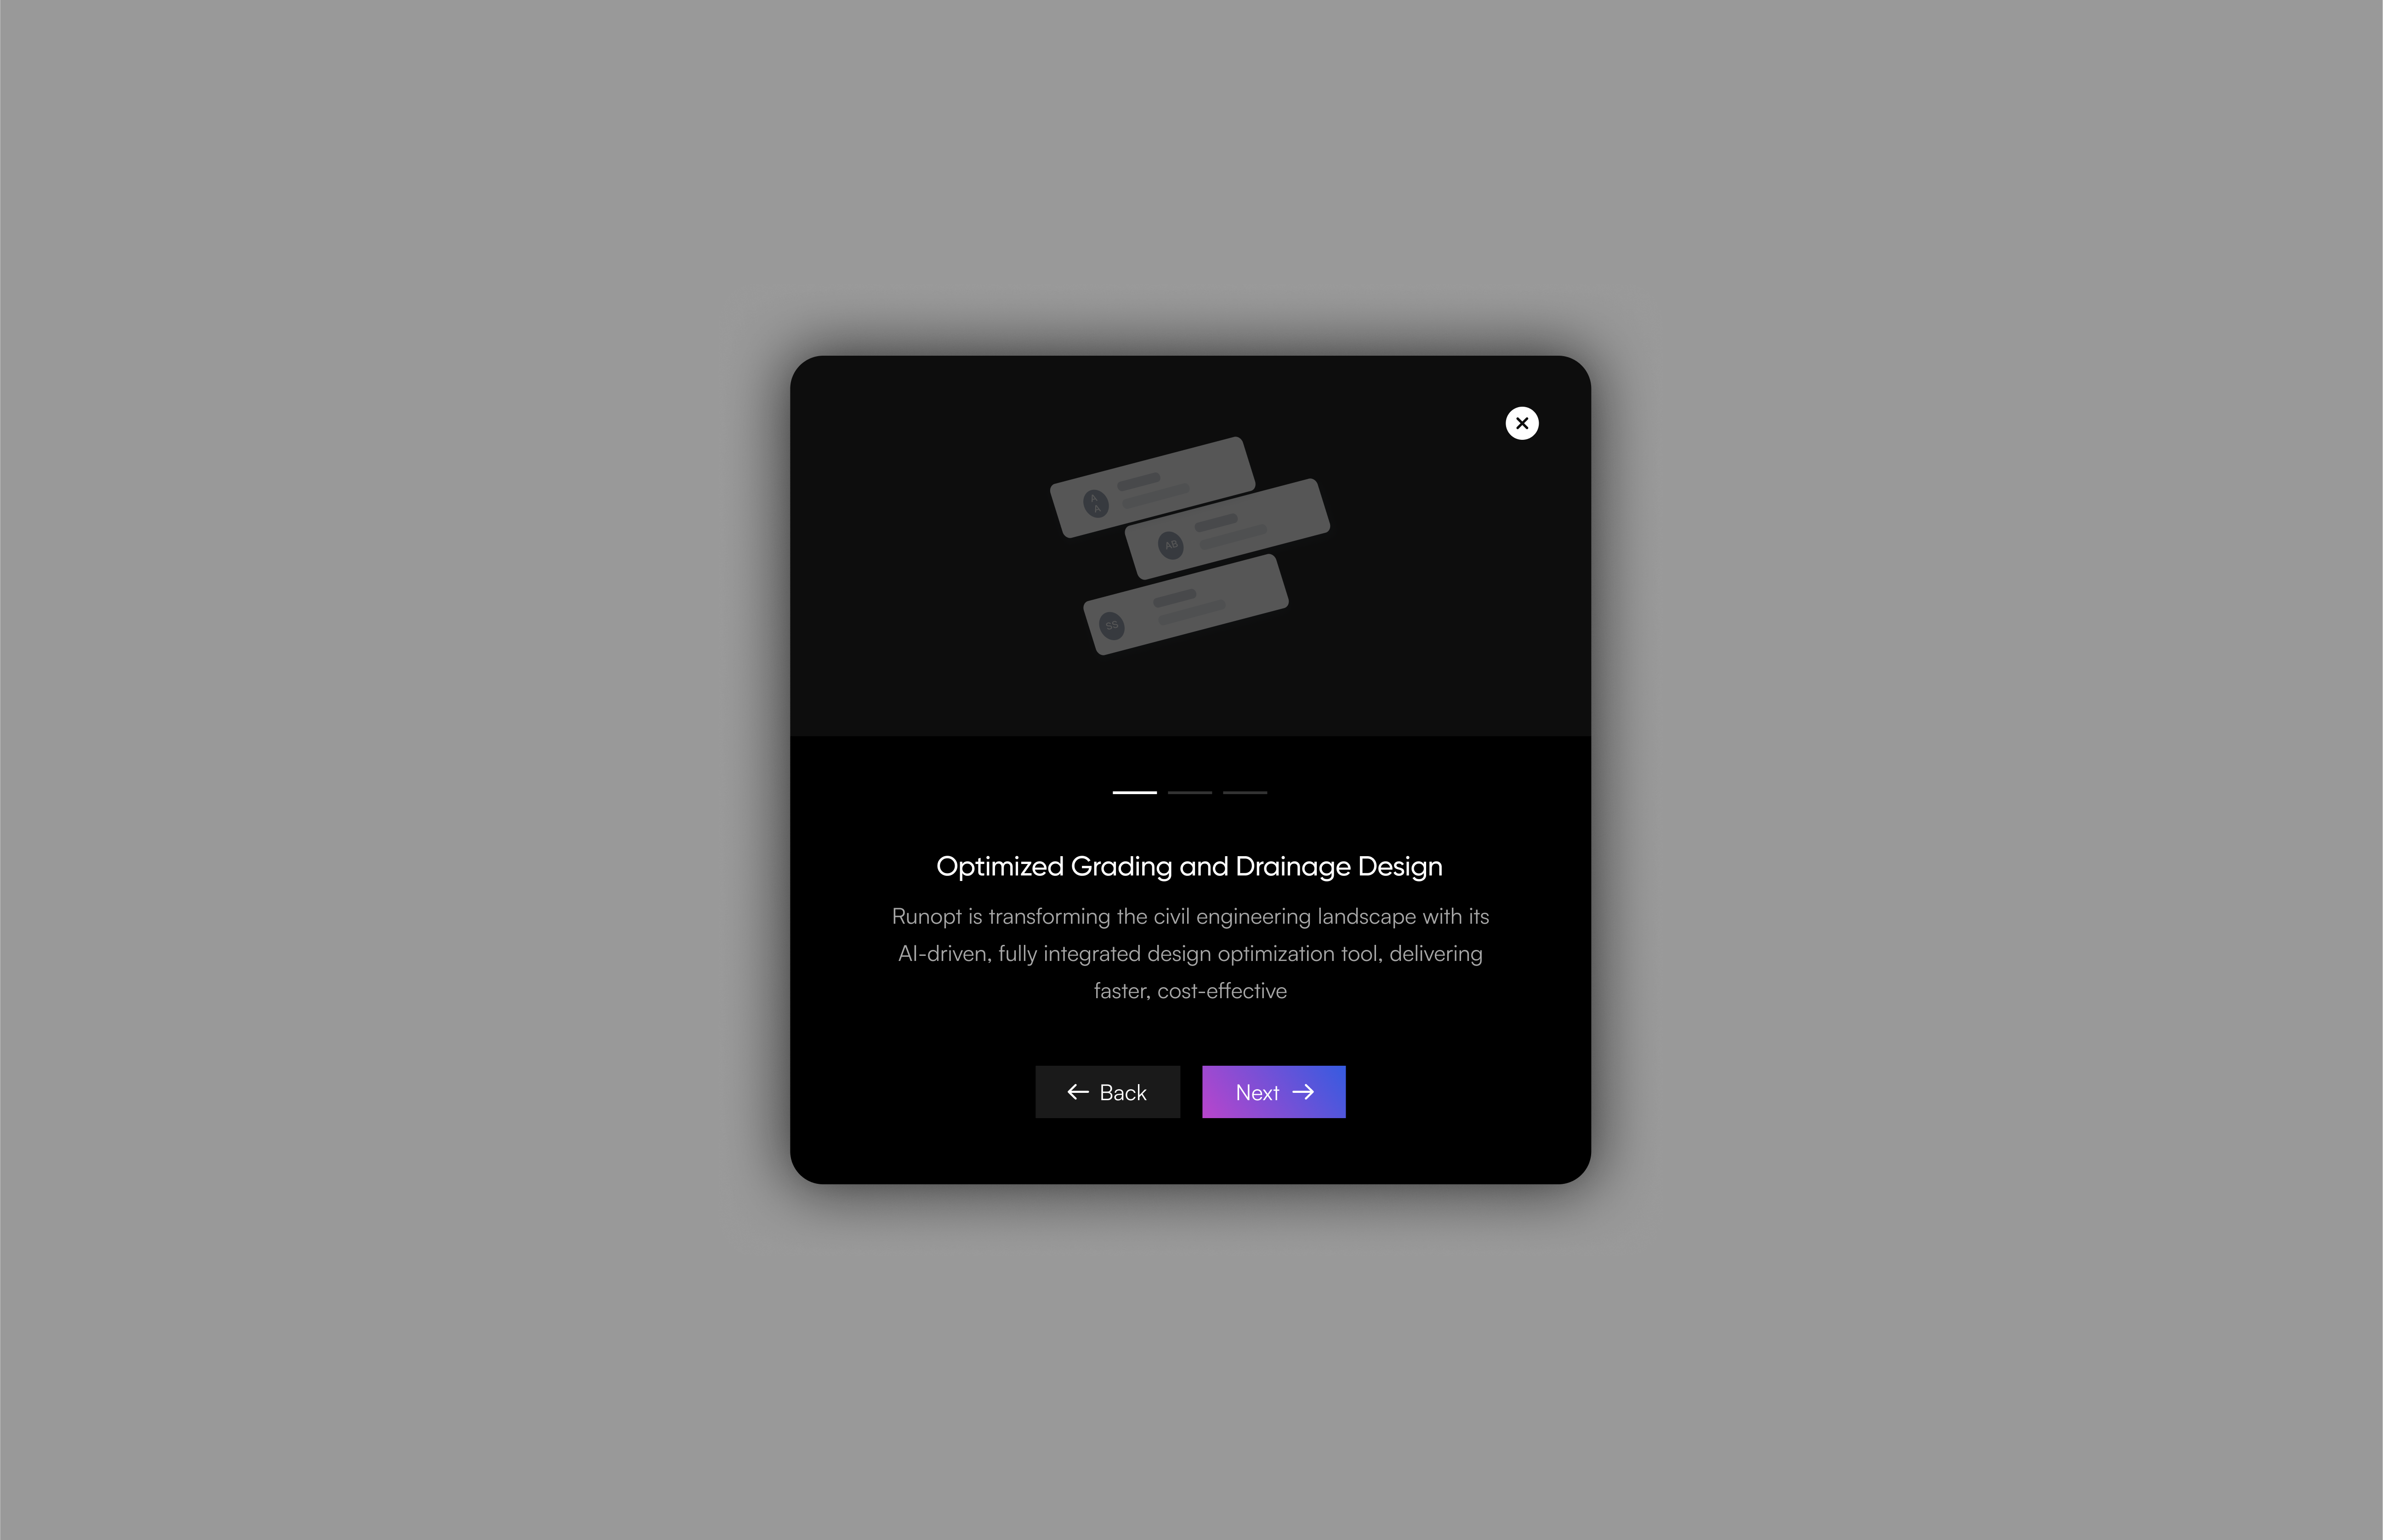 A
A
AB
SS
Optimized Grading and Drainage Design
Runopt is transforming the civil engineering landscape with its
AI-driven, fully integrated design optimization tool, delivering
faster, cost-effective
Back
Next